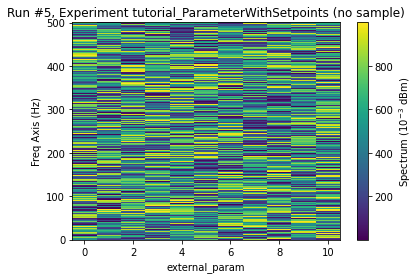 Run #5, Experiment tutorial_ParameterWithSetpoints (no sample)
500
400
300
200
100
0
Freq Axis (Hz)
0 2 4 6 8 10
external_param
800
600
400
200
Spectrum (10⁻³ dBm)